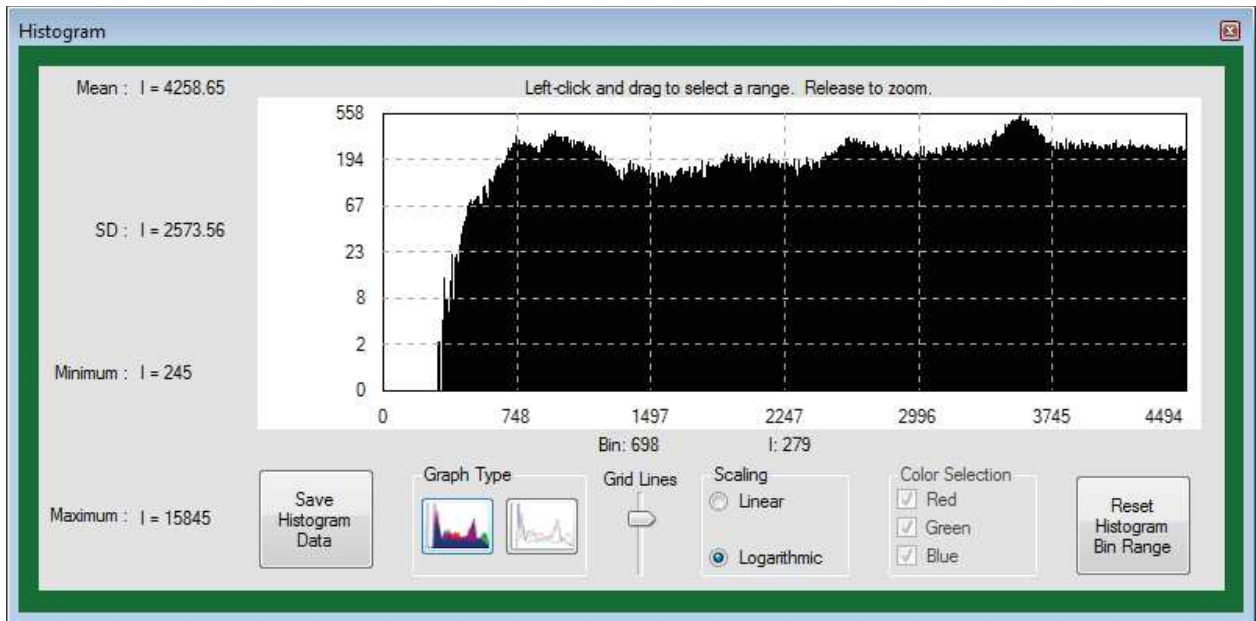 Histogram
Mean : I = 4258.65
Left-click and drag to select a range. Release to zoom.
558
194
67
23
8
2
0
SD : I = 2573.56
Minimum : I = 245
0 748 1497 2247 2996 3745 4494
Bin: 698 I: 279
Maximum : I = 15845
Save
Histogram
Data
Graph Type
Grid Lines
Scaling
Linear
Logarithmic
Color Selection
Red
Green
Blue
Reset
Histogram
Bin Range